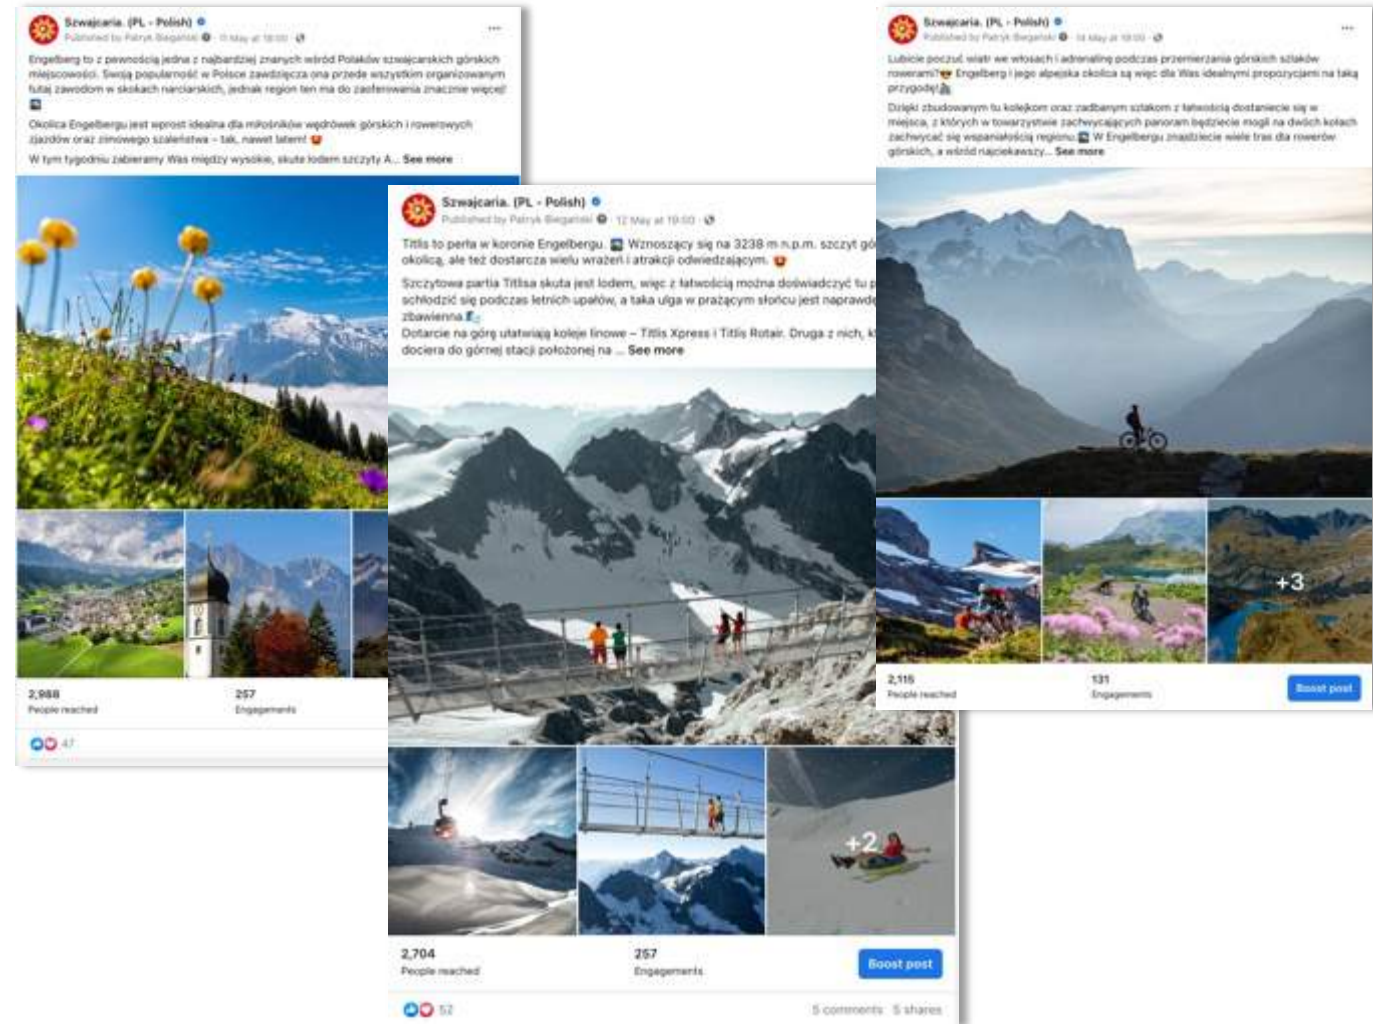 Szwajcaria. (PL - Polish)
Published by Patryk Biegański · 11 May at 18:00 ·
Engelberg to z pewnością jedna z najbardziej znanych wśród Polaków szwajcarskich górskich
miejscowości. Swoją popularność w Polsce zawdzięcza ona przede wszystkim organizowanym
tutaj zawodom w skokach narciarskich, jednak region ten ma do zaoferowania znacznie więcej!
Okolica Engelbergu jest wprost idealna dla miłośników wędrówek górskich i rowerowych
zjazdów oraz zimowego szaleństwa – tak, nawet latem!
W tym tygodniu zabieramy Was między wysokie, skute lodem szczyty A... See more
2,988
People reached
257
Engagements
47
Szwajcaria. (PL - Polish)
Published by Patryk Biegański · 12 May at 19:00 ·
Titlis to perła w koronie Engelbergu. Wznoszący się na 3238 m n.p.m. szczyt gó
okolicą, ale też dostarcza wielu wrażeń i atrakcji odwiedzającym.
Szczytowa partia Titlisa skuta jest lodem, więc z łatwością można doświadczyć tu p
schłodzić się podczas letnich upałów, a taka ulga w prażącym słońcu jest naprawdę
zbawienna
Dotarcie na górę ułatwiają koleje linowe – Titlis Xpress i Titlis Rotair. Druga z nich, k
dociera do górnej stacji położonej na ... See more
+2
2,704
People reached
257
Engagements
Boost post
52
5 comments 5 shares
Szwajcaria. (PL - Polish)
Published by Patryk Biegański · 14 May at 19:00 ·
Lubicie poczuć wiatr we włosach i adrenalinę podczas przemierzania górskich szlaków
rowerami? Engelberg i jego alpejska okolica są więc dla Was idealnymi propozycjami na taką
przygodę!
Dzięki zbudowanym tu kolejkom oraz zadbanym szlakom z łatwością dostaniecie się w
miejsca, z których w towarzystwie zachwycających panoram będziecie mogli na dwóch kołach
zachwycać się wspaniałością regionu. W Engelbergu znajdziecie wiele tras dla rowerów
górskich, a wśród najciekawszy... See more
+3
2,115
People reached
131
Engagements
Boost post